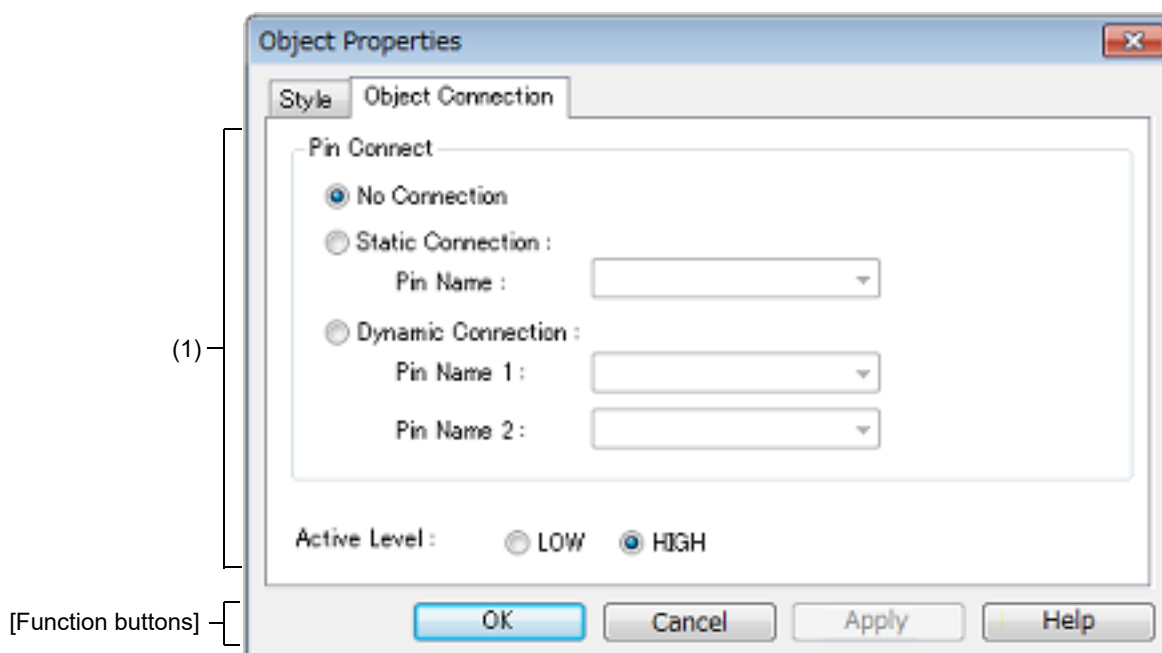 Object Properties
Style
Object Connection
Pin Connect
No Connection
Static Connection :
Pin Name :
Dynamic Connection :
(1)
Pin Name 1 :
Pin Name 2 :
Active Level :
LOW
HIGH
[Function buttons]
OK
Cancel
Apply
Help